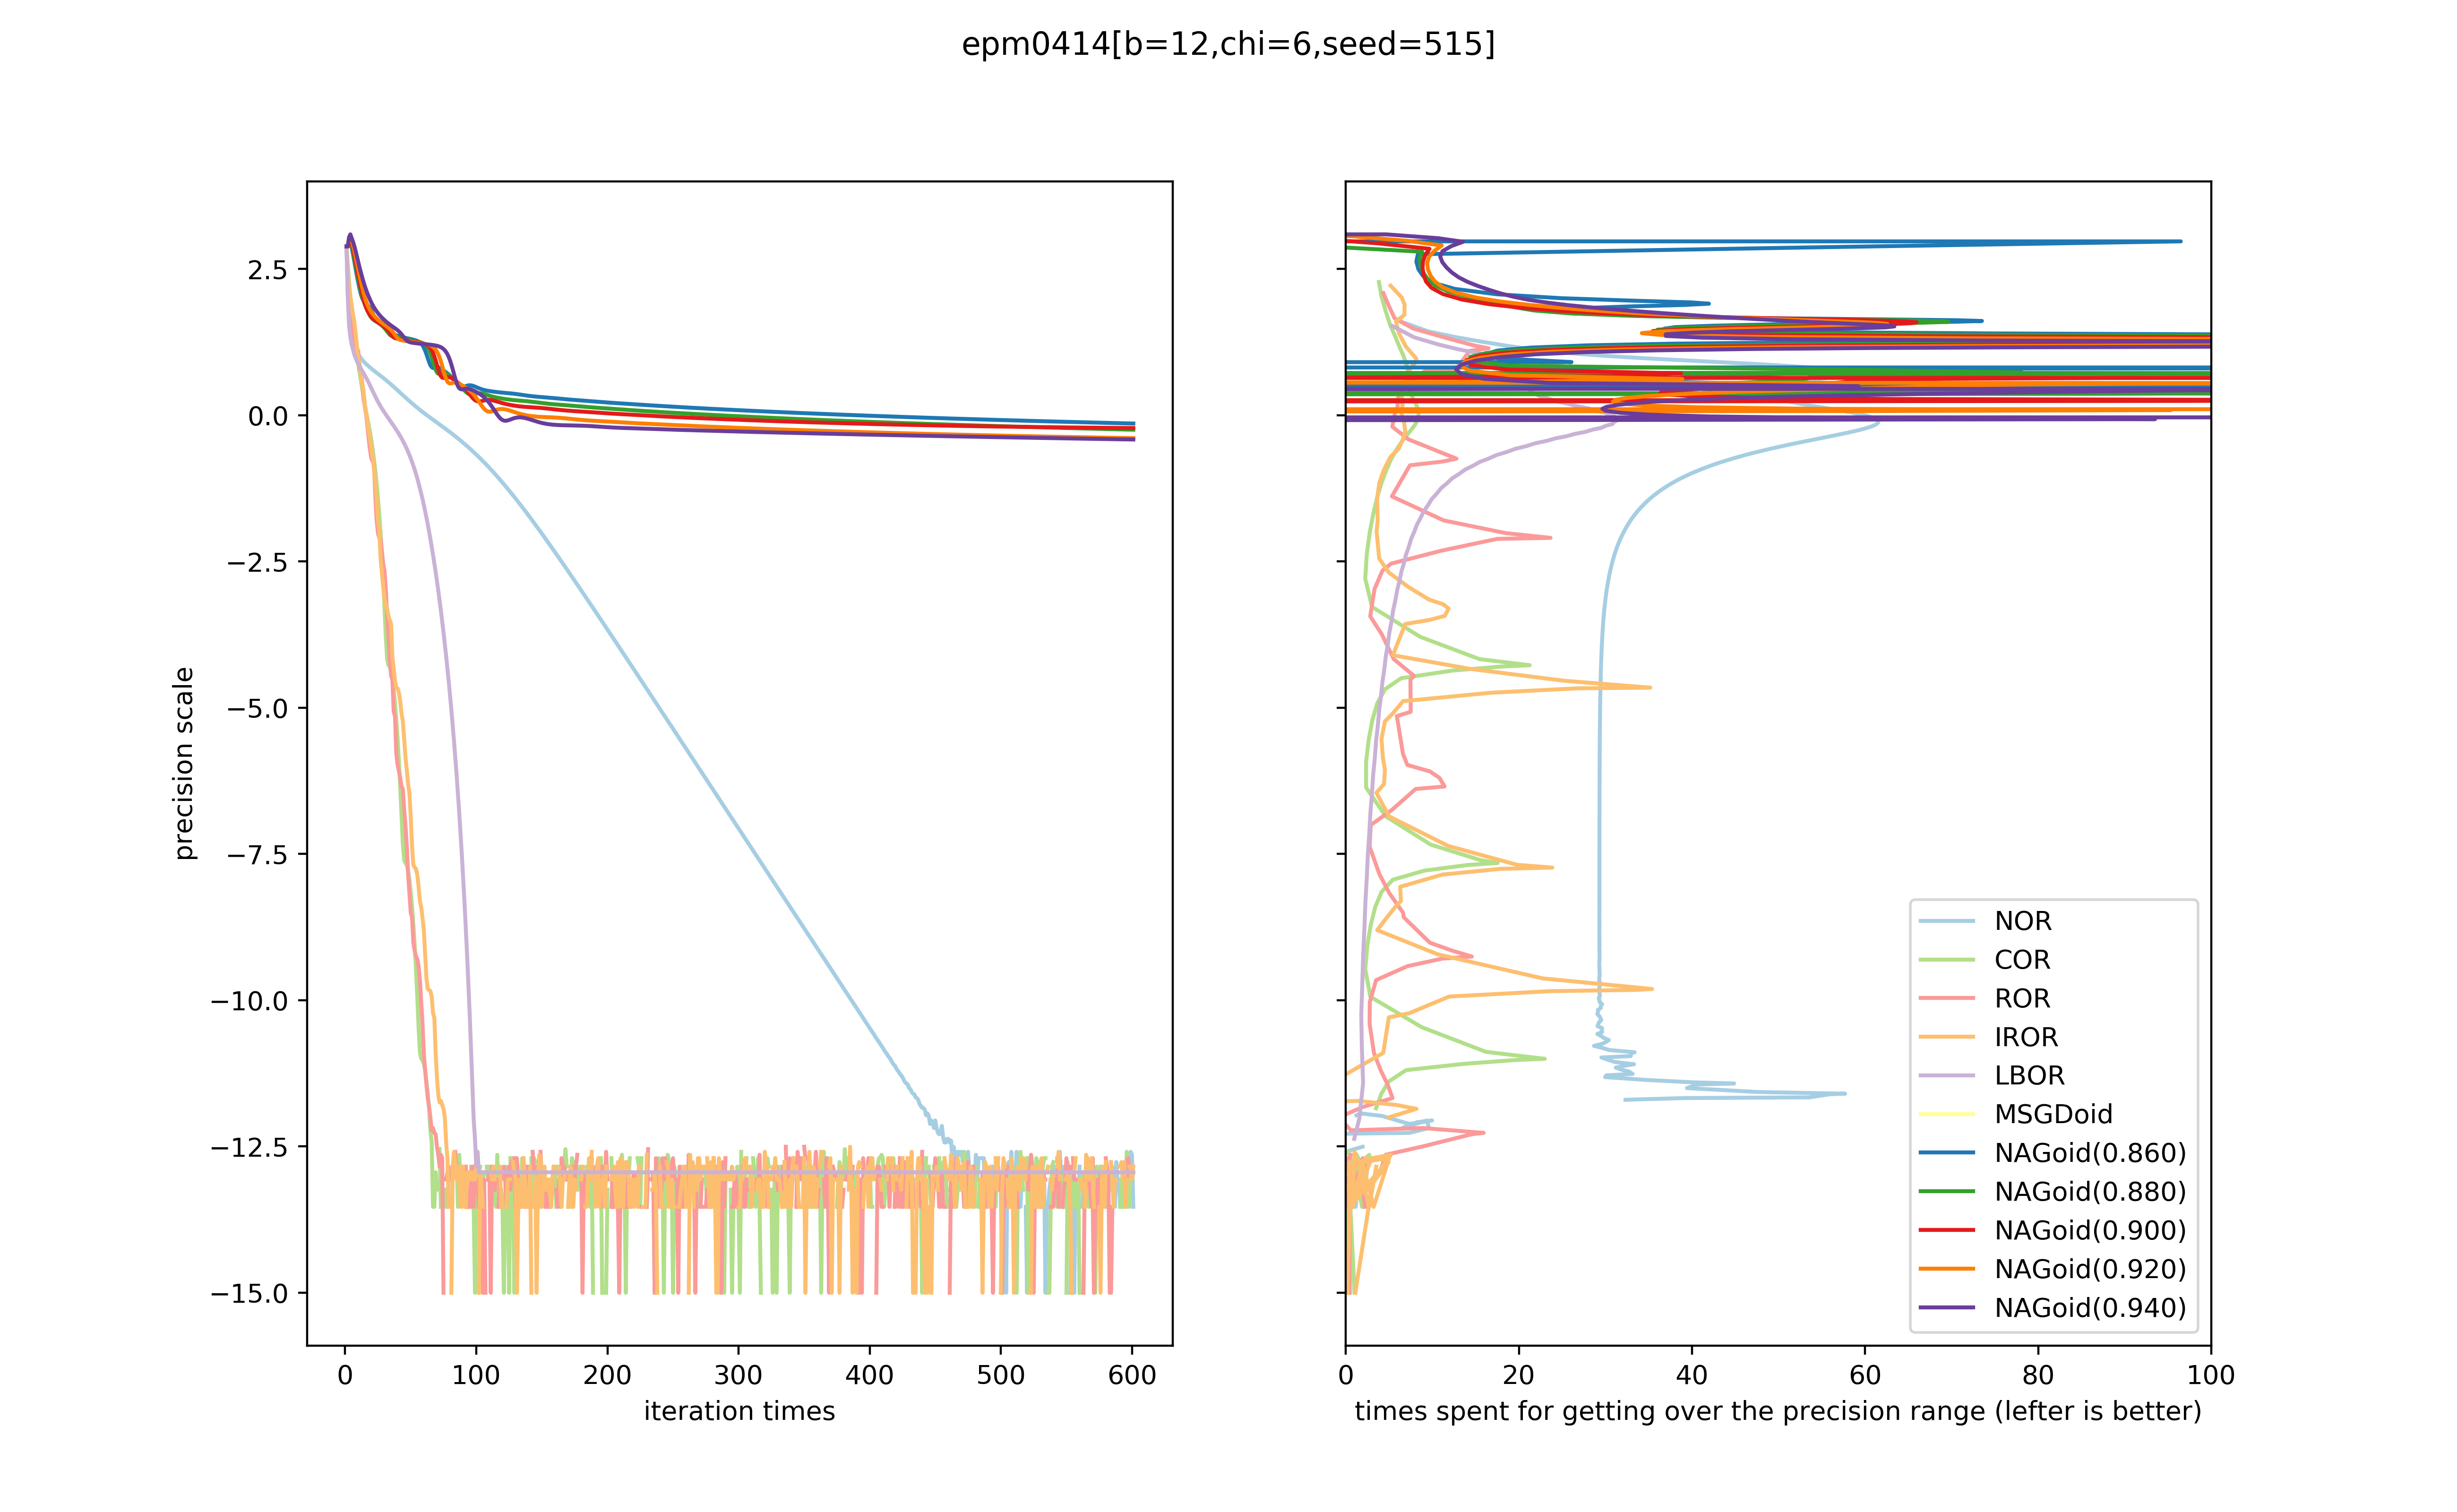 epm0414[b=12,chi=6,seed=515]
precision scale
2.5
0.0
−2.5
−5.0
−7.5
−10.0
−12.5
−15.0
0 100 200 300 400 500 600
iteration times
0 20 40 60 80 100
times spent for getting over the precision range (lefter is better)
NOR
COR
ROR
IROR
LBOR
MSGDoid
NAGoid(0.860)
NAGoid(0.880)
NAGoid(0.900)
NAGoid(0.920)
NAGoid(0.940)